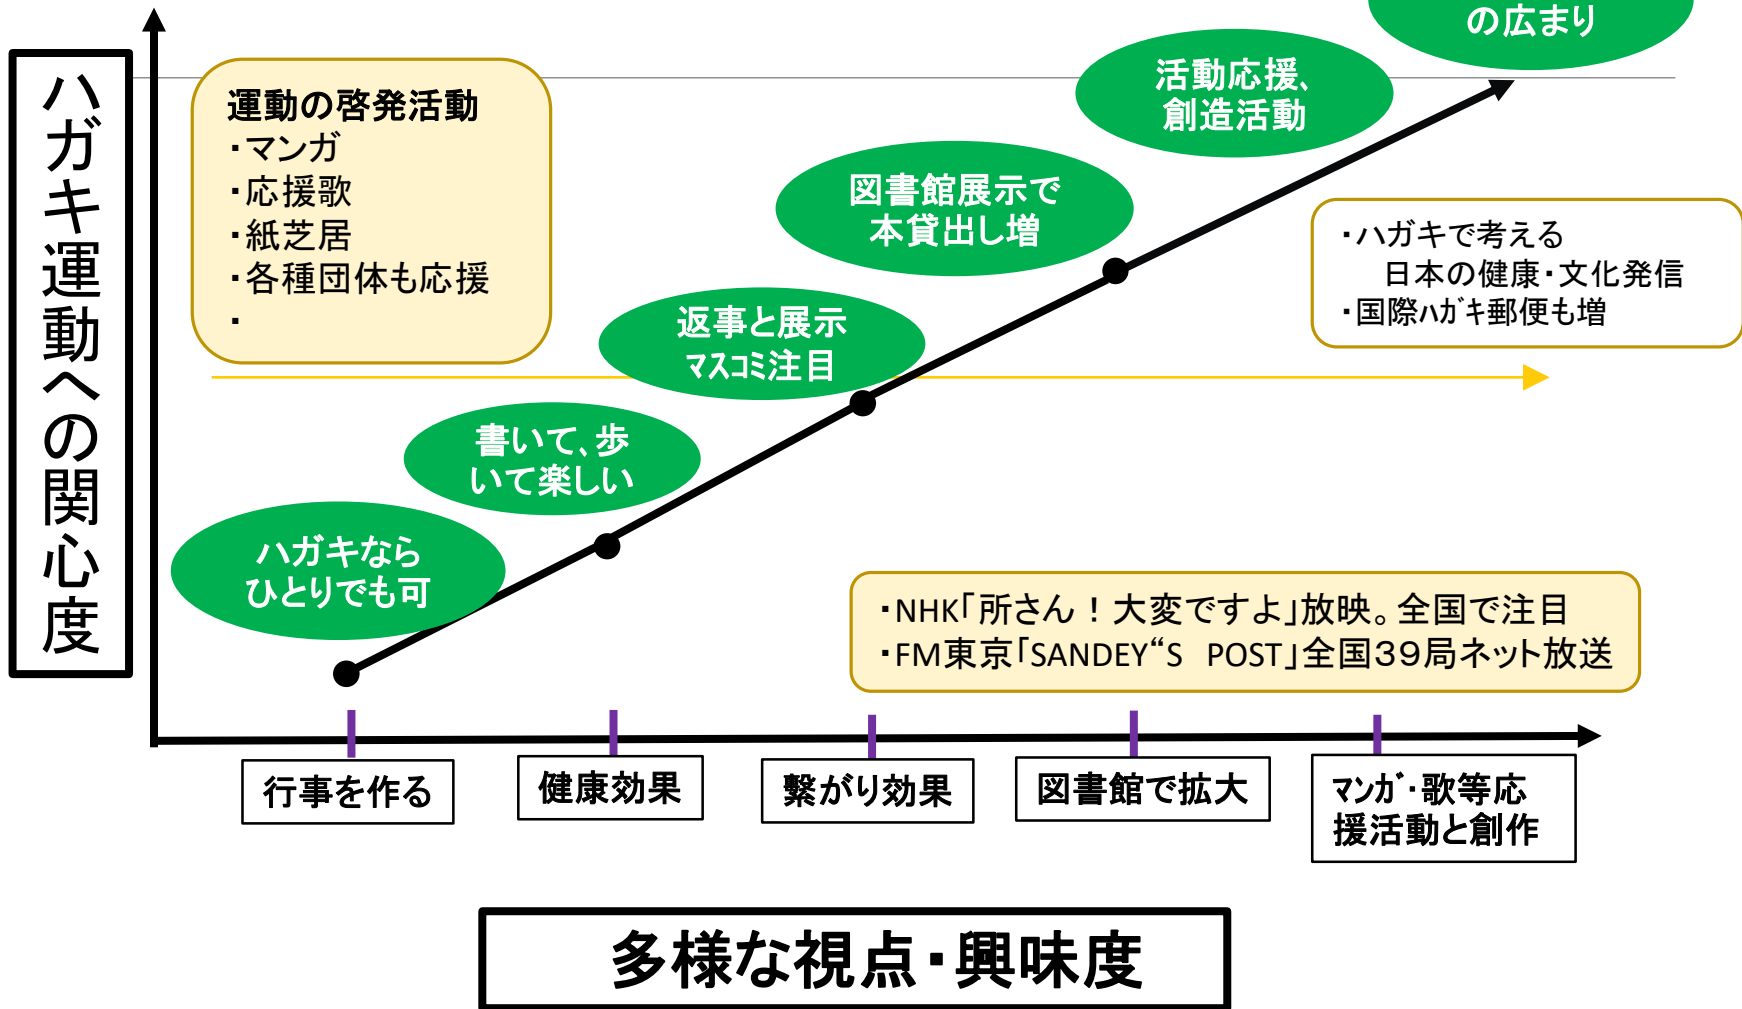 ハガキ運動への関心度
の広まり
活動応援、
創造活動
運動の啓発活動
・マンガ
・応援歌
・紙芝居
・各種団体も応援
・
図書館展示で
本貸出し増
・ハガキで考える
日本の健康・文化発信
・国際ﾊｶﾞｷ郵便も増
返事と展示
ﾏｽｺﾐ注目
書いて、歩
いて楽しい
ハガキなら
ひとりでも可
・NHK「所さん！大変ですよ」放映。全国で注目
・FM東京「SANDEY“S　POST」全国３９局ネット放送
行事を作る
健康効果
繋がり効果
図書館で拡大
ﾏﾝｶﾞ・歌等応
援活動と創作
多様な視点・興味度